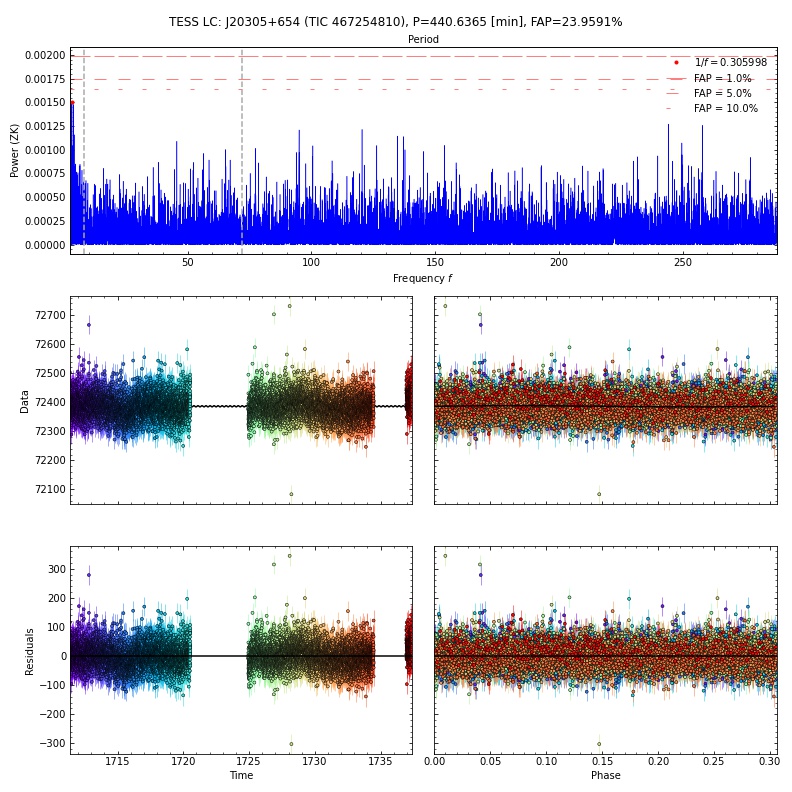 TESS LC: J20305+654 (TIC 467254810), P=440.6365 [min], FAP=23.9591%
Period
Power (ZK)
0.00200
0.00175
0.00150
0.00125
0.00100
0.00075
0.00050
0.00025
0.00000
1/f = 0.305998
FAP = 1.0%
FAP = 5.0%
FAP = 10.0%
50 100 150 200 250
Frequency f
Data
72700
72600
72500
72400
72300
72200
72100
Residuals
300
200
100
0
−100
−200
−300
1715 1720 1725 1730 1735
Time
0.00 0.05 0.10 0.15 0.20 0.25 0.30
Phase